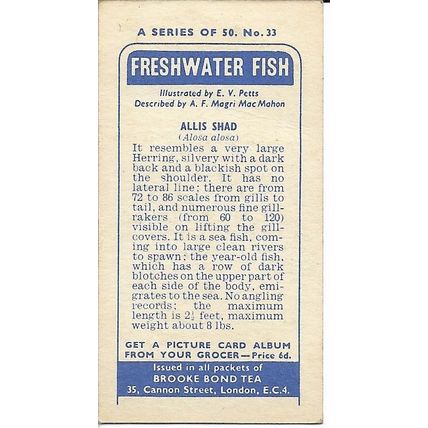 A SERIES OF 50. No. 33
FRESHWATER FISH
Illustrated by E. V. Petts
Described by A. F. Magri MacMahon
ALLIS SHAD
(Alosa alosa)
It resembles a very large
Herring, silvery with a dark
back and a blackish spot on
the shoulder. It has no
lateral line; there are from
72 to 86 scales from gills to
tail, and numerous fine gill-
rakers (from 60 to 120)
visible on lifting the gill-
covers. It is a sea fish, com-
ing into large clean rivers
to spawn; the year-old fish,
which has a row of dark
blotches on the upper part of
each side of the body, emi-
grates to the sea. No angling
records; the maximum
length is 2½ feet, maximum
weight about 8 lbs.
GET A PICTURE CARD ALBUM
FROM YOUR GROCER—Price 6d.
Issued in all packets of
BROOKE BOND TEA
35, Cannon Street, London, E.C.4.